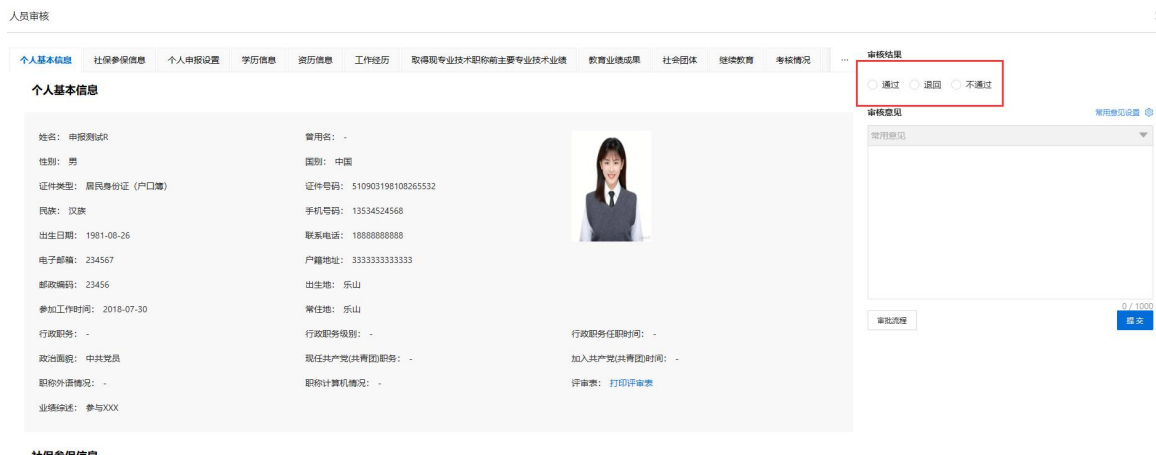 人员审核
个人基本信息 社保参保信息 个人申报设置 学历信息 资历信息 工作经历 取得现专业技术职称前主要专业技术业绩 教育业绩成果 社会团体 继续教育 考核情况 ...
个人基本信息
姓名: 申报测试R 曾用名: -
性别: 男 国别: 中国
证件类型: 居民身份证（户口簿） 证件号码: 510903198108265532
民族: 汉族 手机号码: 13534524568
出生日期: 1981-08-26 联系电话: 18888888888
电子邮箱: 234567 户籍地址: 3333333333333
邮政编码: 23456 出生地: 乐山
参加工作时间: 2018-07-30 常住地: 乐山
行政职务: - 行政职务级别: - 行政职务任职时间: -
政治面貌: 中共党员 现任共产党(共青团)职务: - 加入共产党(共青团)时间: -
职称外语情况: - 职称计算机情况: - 评审表: 打印评审表
业绩综述: 参与XXX
社保参保信息
审核结果
通过 退回 不通过
审核意见 常用意见设置
常用意见
0 / 1000
审批流程 提交